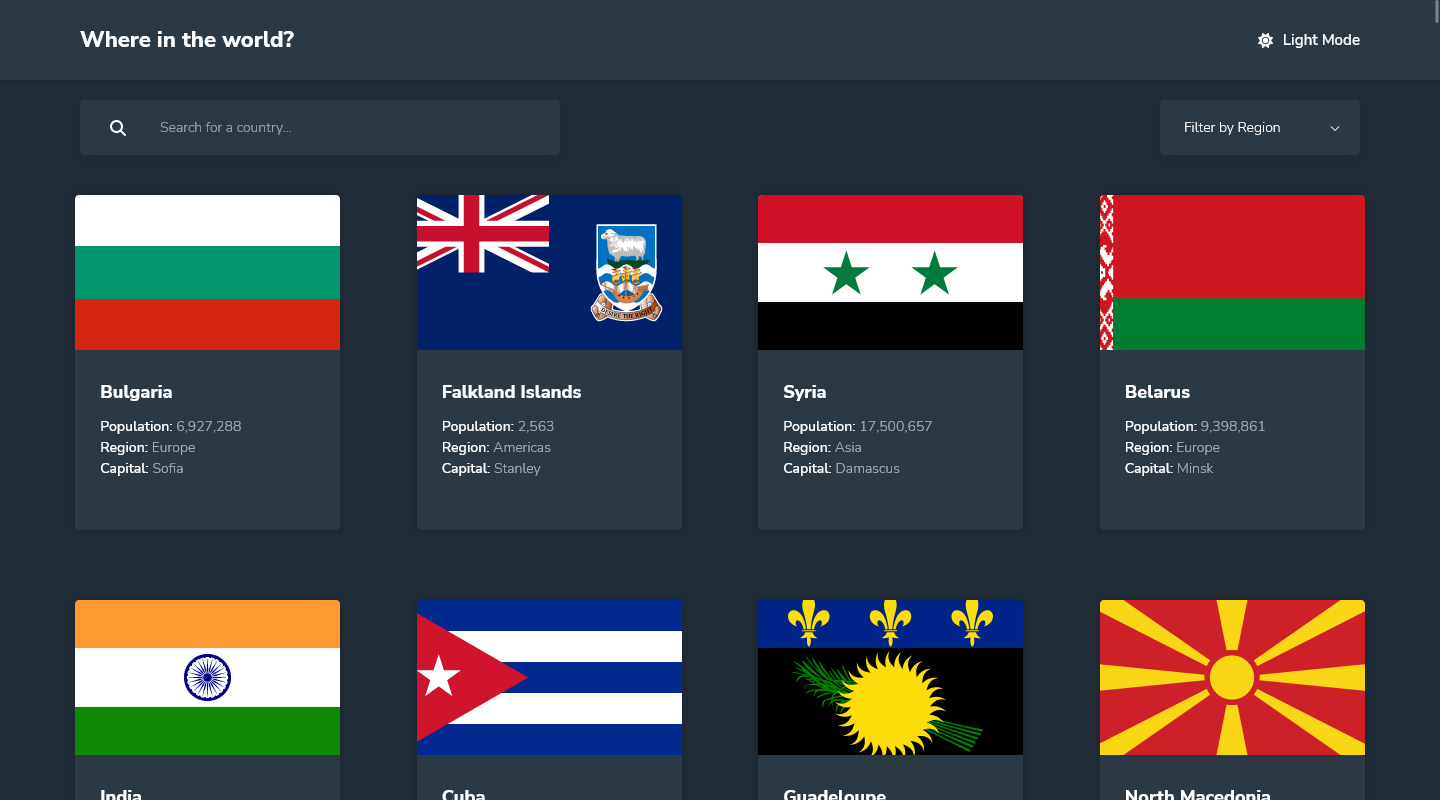 Where in the world?
Light Mode
Search for a country...
Filter by Region
DESIRE THE RIGHT
Bulgaria
Population: 6,927,288
Region: Europe
Capital: Sofia
Falkland Islands
Population: 2,563
Region: Americas
Capital: Stanley
Syria
Population: 17,500,657
Region: Asia
Capital: Damascus
Belarus
Population: 9,398,861
Region: Europe
Capital: Minsk
India
Cuba
Guadeloupe
North Macedonia